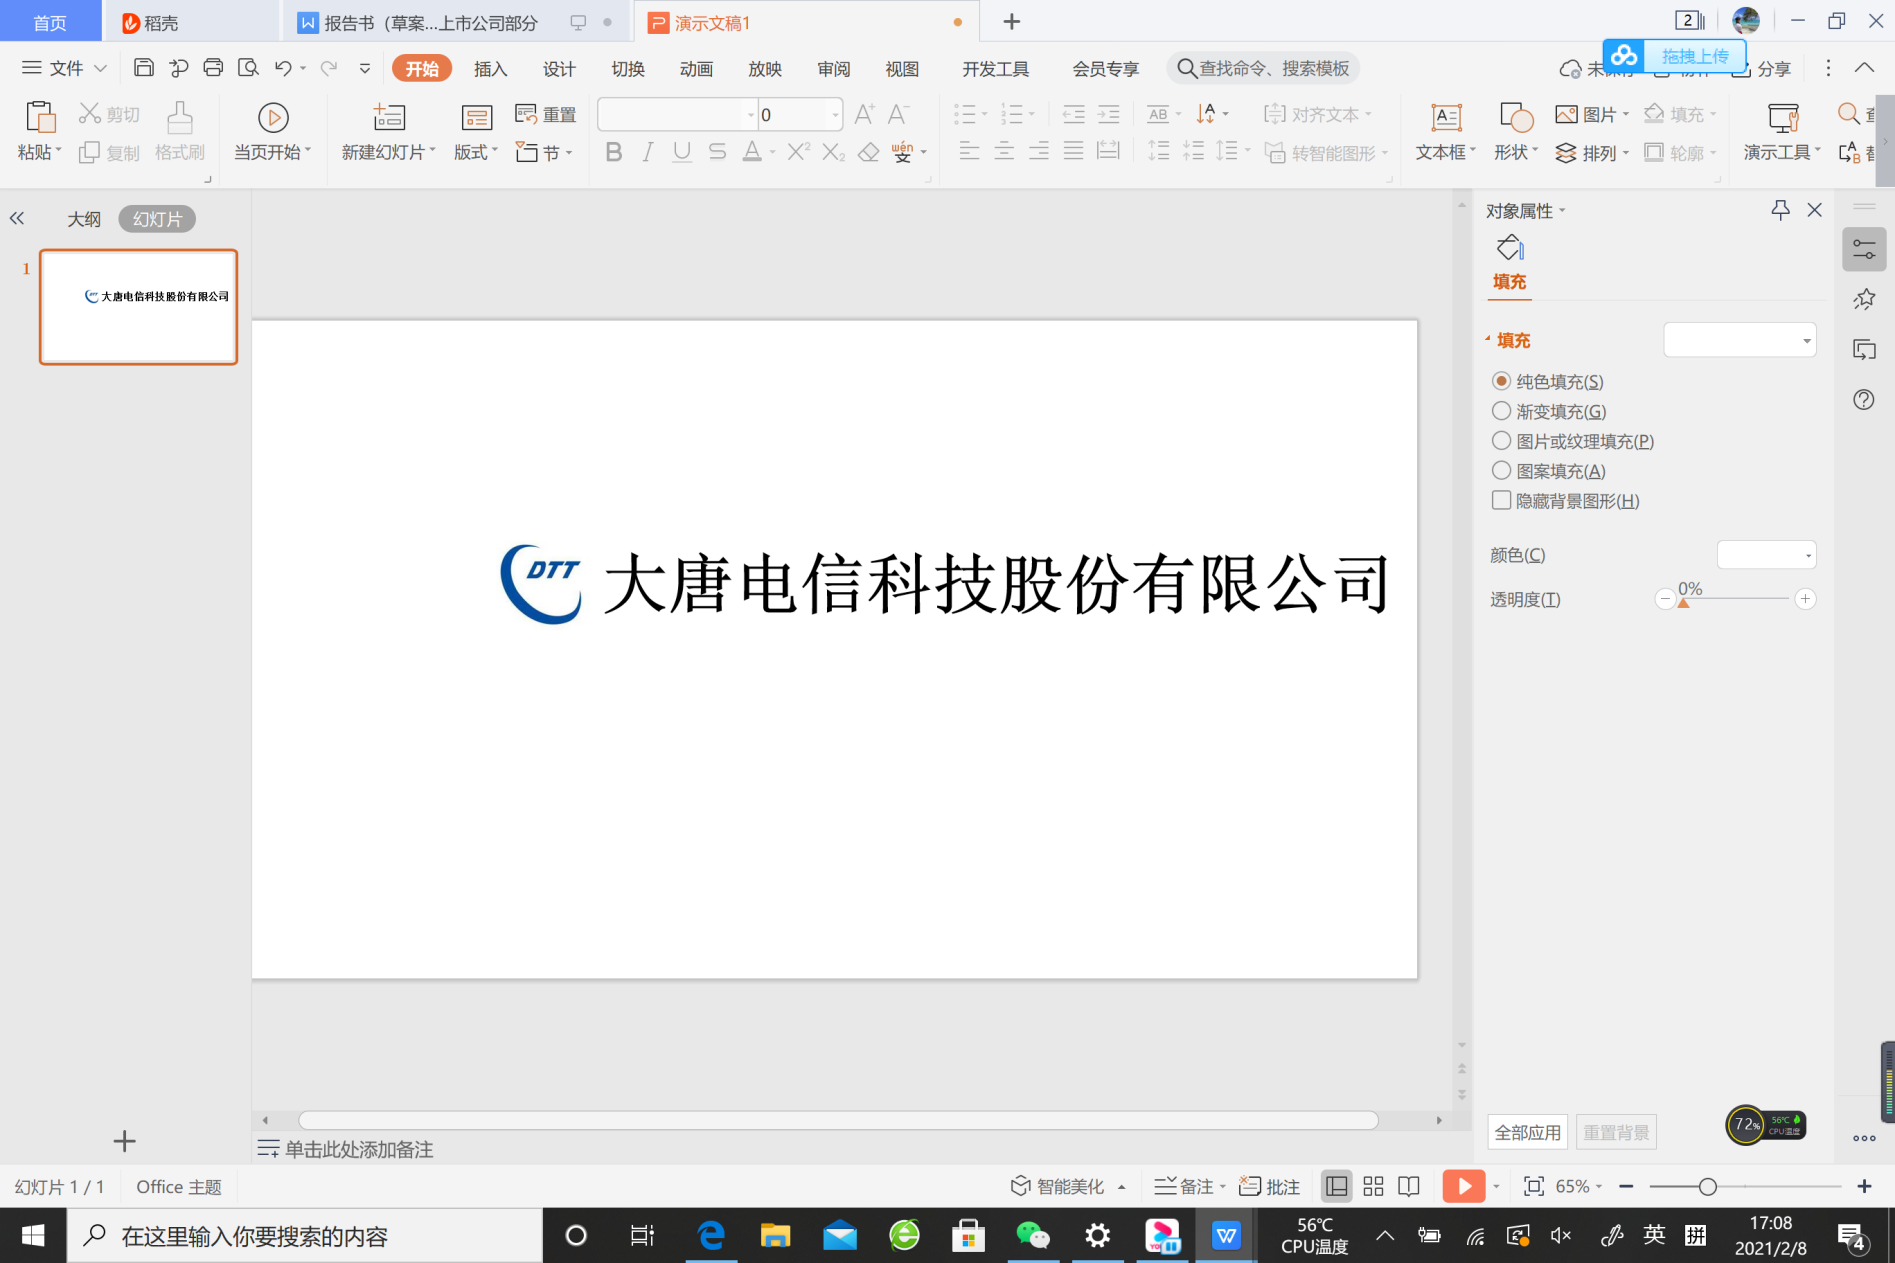 首页
稻壳
报告书（草案...上市公司部分
演示文稿1
2
拖拽上传
文件
开始
插入
设计
切换
动画
放映
审阅
视图
开发工具
会员专享
查找命令、搜索模板
分享
粘贴
剪切
复制
格式刷
当页开始
新建幻灯片
版式
重置
节
0
对齐文本
转智能图形
文本框
形状
图片
排列
填充
轮廓
演示工具
大纲
幻灯片
1
DTT 大唐电信科技股份有限公司
DTT 大唐电信科技股份有限公司
对象属性
填充
填充
纯色填充(S)
渐变填充(G)
图片或纹理填充(P)
图案填充(A)
隐藏背景图形(H)
颜色(C)
透明度(T)
0%
全部应用
重置背景
72%
56℃
CPU温度
单击此处添加备注
幻灯片 1 / 1
Office 主题
智能美化
备注
批注
65%
在这里输入你要搜索的内容
56℃
CPU温度
英
拼
17:08
2021/2/8
4